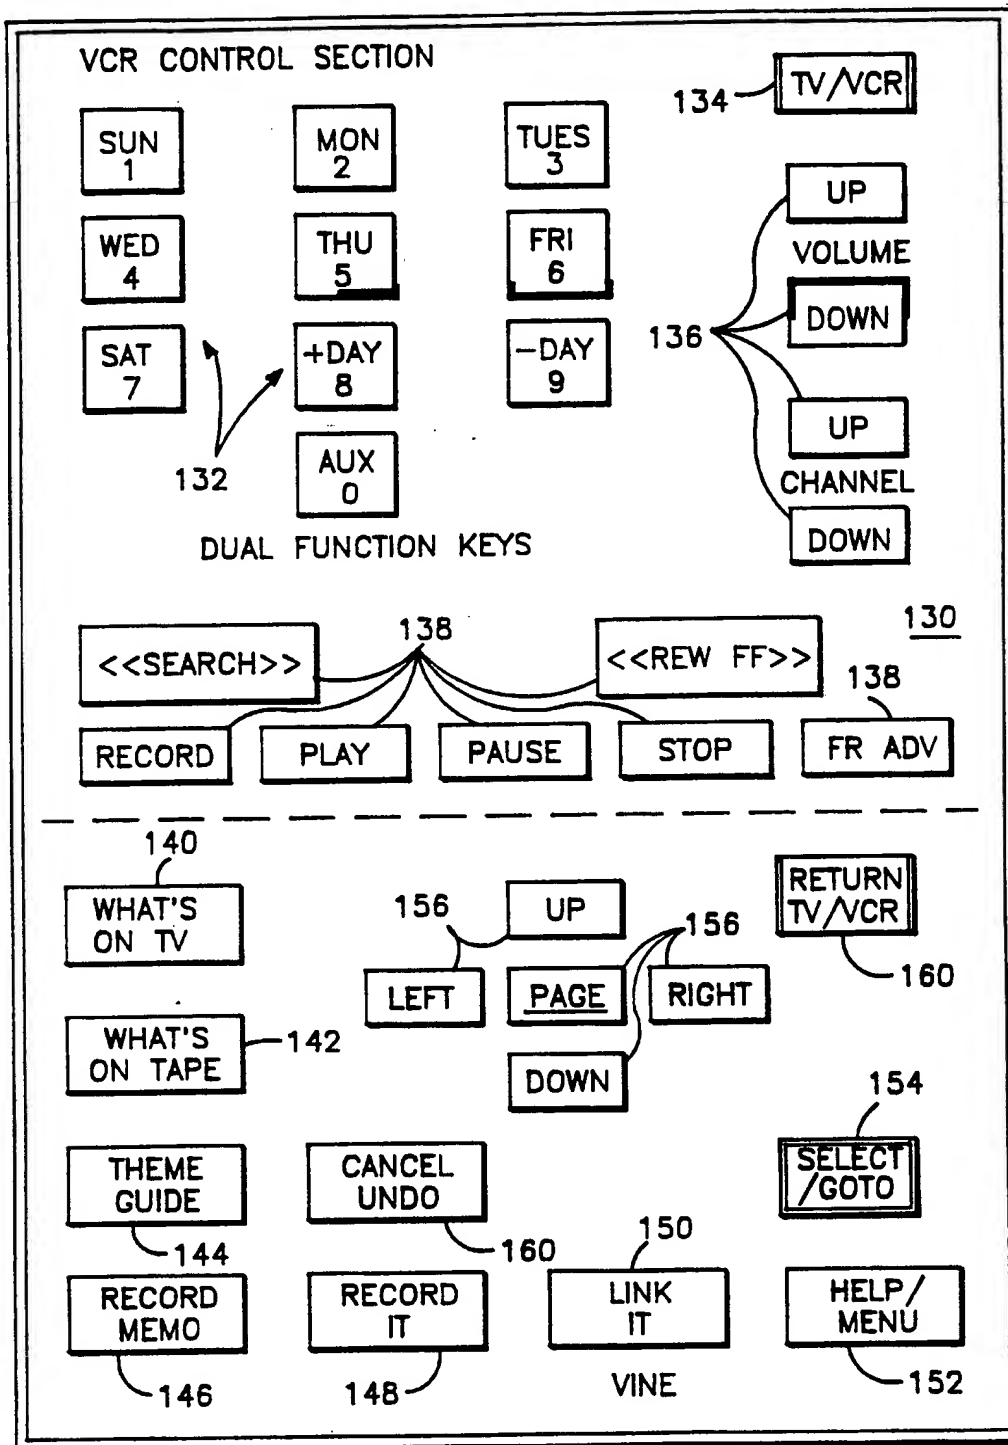 VCR CONTROL SECTION
134
TV/VCR
SUN
1
MON
2
TUES
3
UP
VOLUME
DOWN
WED
4
THU
5
FRI
6
136
SAT
7
+DAY
8
-DAY
9
UP
CHANNEL
DOWN
132
AUX
0
DUAL FUNCTION KEYS
130
<<SEARCH>>
138
<<REW FF>>
138
RECORD
PLAY
PAUSE
STOP
FR ADV
140
WHAT'S
ON TV
156
UP
156
RETURN
TV/VCR
160
LEFT
PAGE
RIGHT
WHAT'S
ON TAPE
142
DOWN
154
THEME
GUIDE
144
CANCEL
UNDO
160
SELECT
/GOTO
150
RECORD
MEMO
146
RECORD
IT
148
LINK
IT
VINE
HELP/
MENU
152